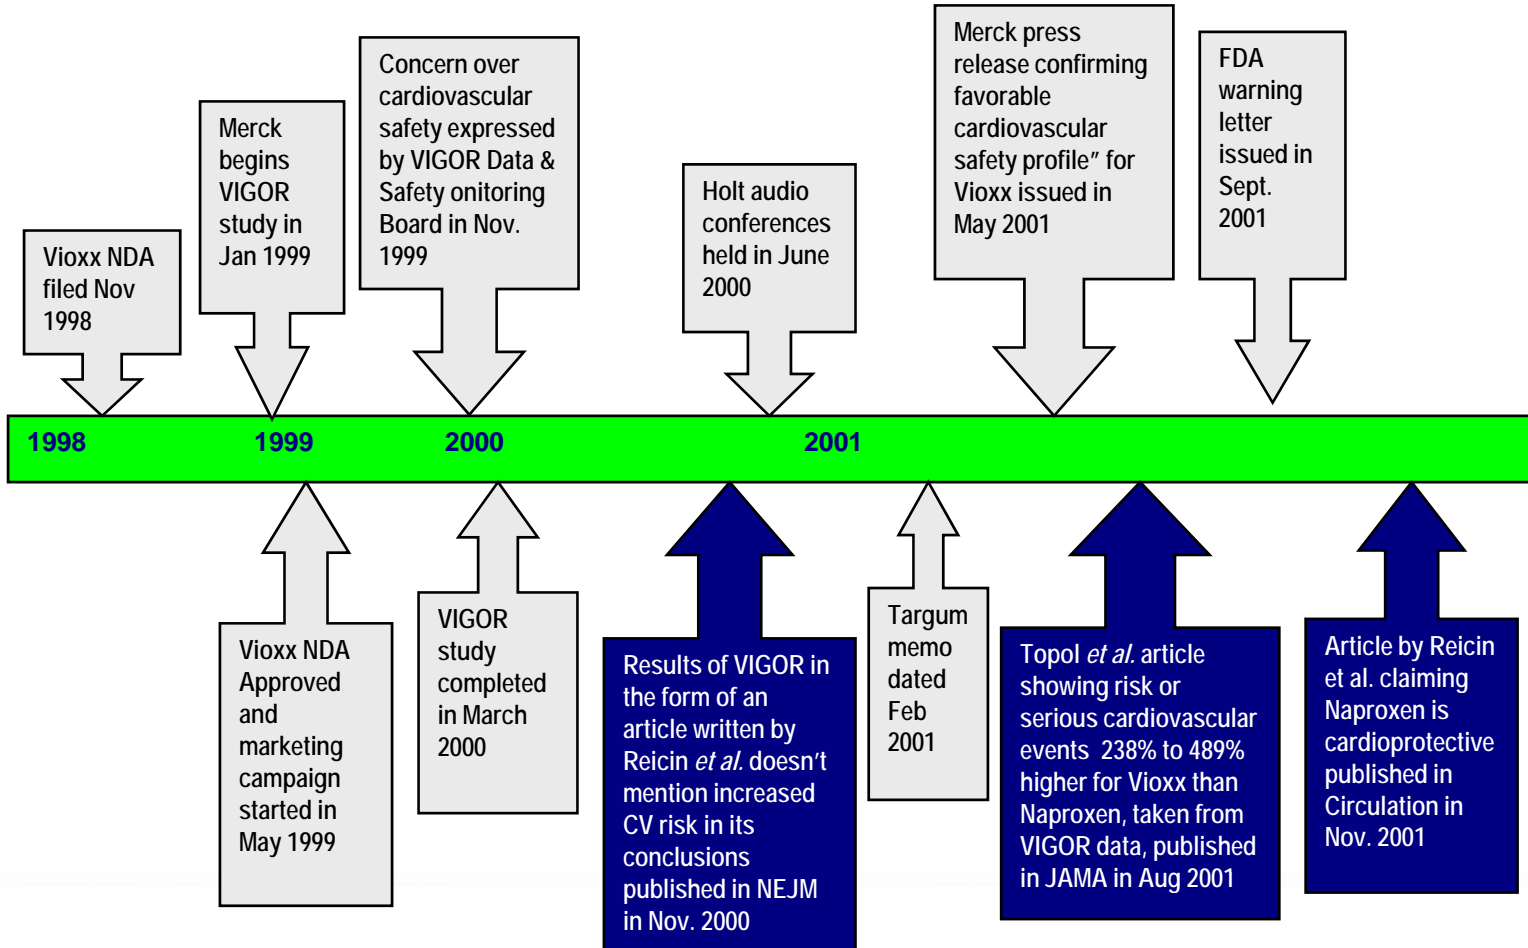 Vioxx NDA
filed Nov
1998
Merck
begins
VIGOR
study in
Jan 1999
Concern over
cardiovascular
safety expressed
by VIGOR Data &
Safety onitoring
Board in Nov.
1999
Holt audio
conferences
held in June
2000
Merck press
release confirming
favorable
cardiovascular
safety profile” for
Vioxx issued in
May 2001
FDA
warning
letter
issued in
Sept.
2001
1998
1999
2000
2001
Vioxx NDA
Approved
and
marketing
campaign
started in
May 1999
VIGOR
study
completed
in March
2000
Results of VIGOR in
the form of an
article written by
Reicin et al. doesn’t
mention increased
CV risk in its
conclusions
published in NEJM
in Nov. 2000
Targum
memo
dated
Feb
2001
Topol et al. article
showing risk or
serious cardiovascular
events 238% to 489%
higher for Vioxx than
Naproxen, taken from
VIGOR data, published
in JAMA in Aug 2001
Article by Reicin
et al. claiming
Naproxen is
cardioprotective
published in
Circulation in
Nov. 2001